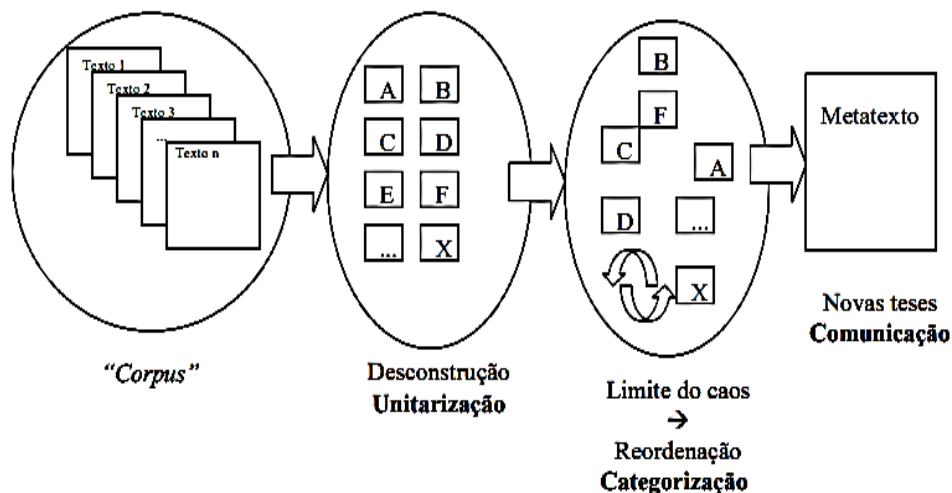 Texto 1
Texto 2
Texto 3
...
Texto n
“Corpus”
A B
C D
E F
... X
Desconstrução
Unitarização
B
F
C
A
D ...
X
Limite do caos
→
Reordenação
Categorização
Metatexto
Novas teses
Comunicação